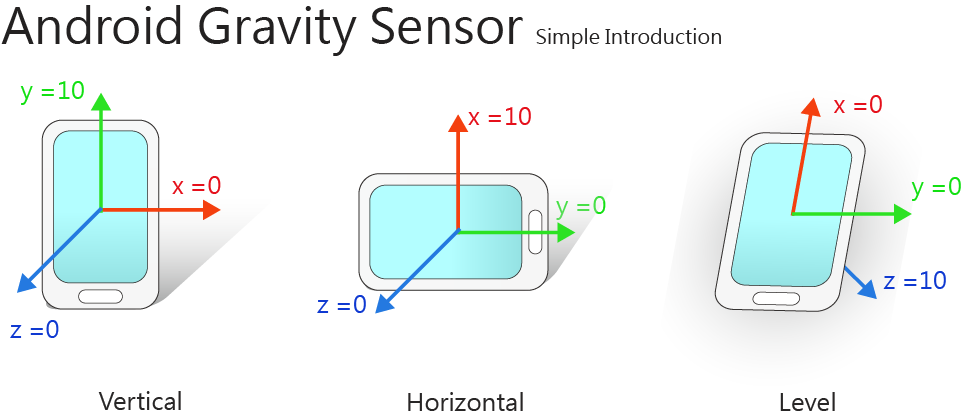 Android Gravity Sensor Simple Introduction
y =10
x =0
z =0
Vertical
x =10
y =0
z =0
Horizontal
x =0
y =0
z =10
Level